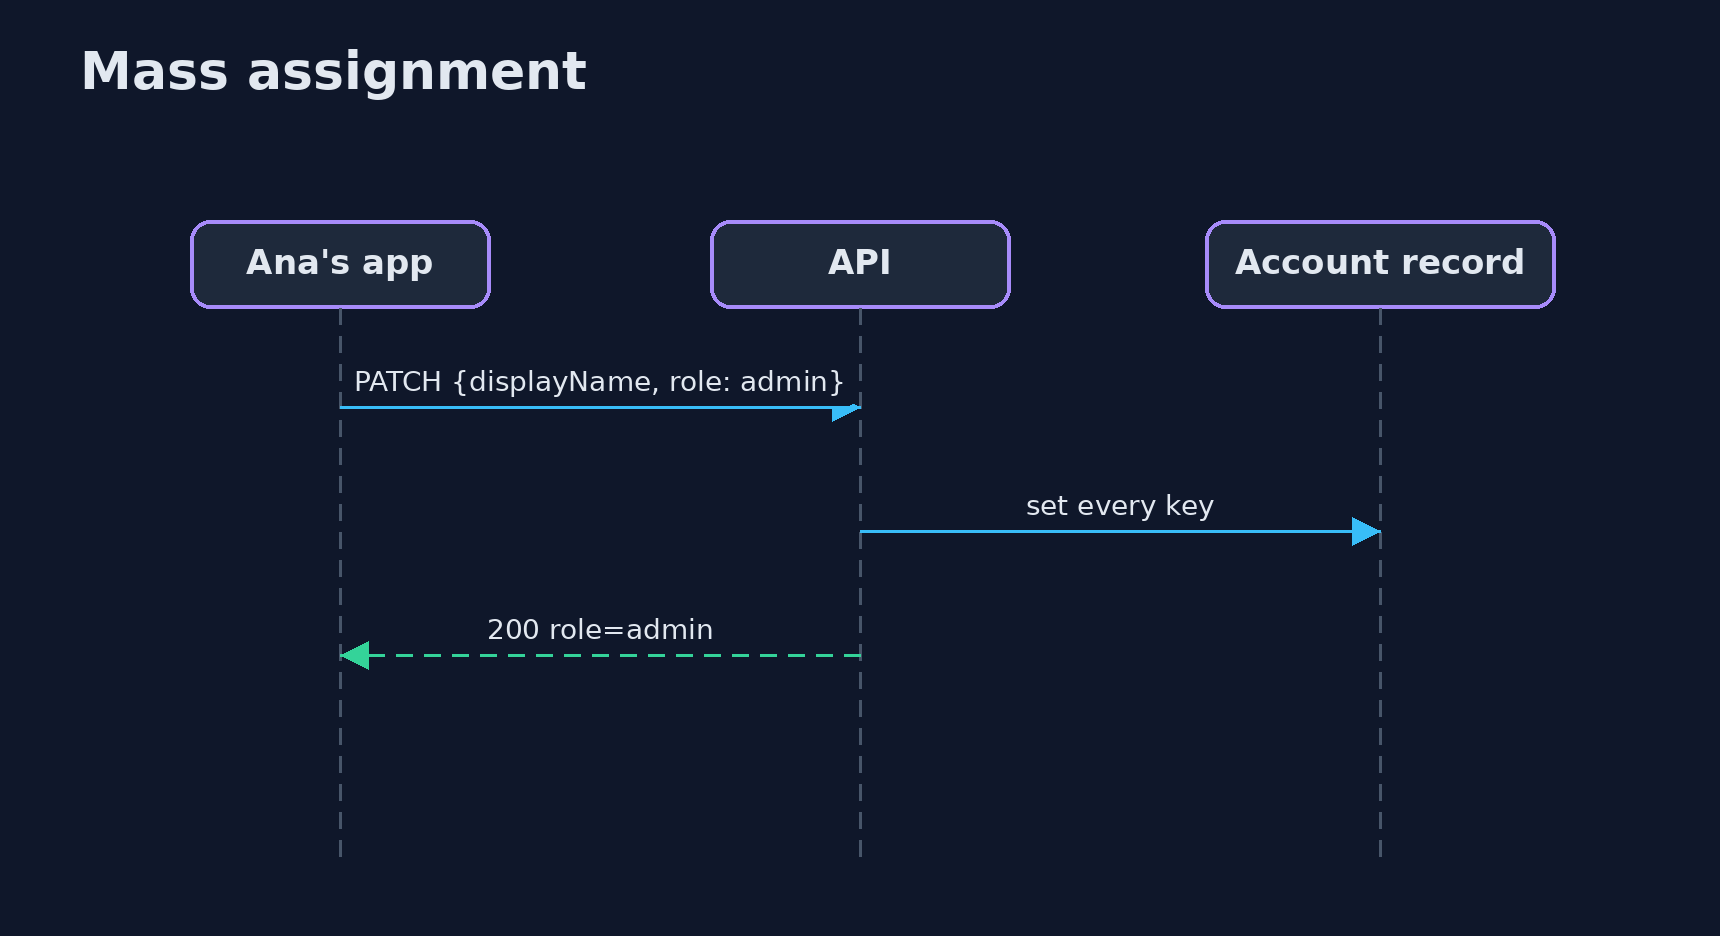 Mass assignment
Ana's app
API
Account record
PATCH {displayName, role: admin}
set every key
200 role=admin